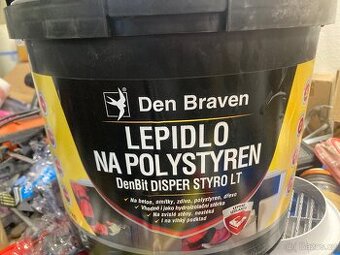 Den Braven
LEPIDLO
NA POLYSTYREN
DenBit DISPER STYRO LT
✓ Na beton, omítky, zdivo, polystyren, dřevo
✓ Vhodné i jako hydroizolační stěrka
✓ Na svislé stěny, nestéká
✓ I na vlhký podklad